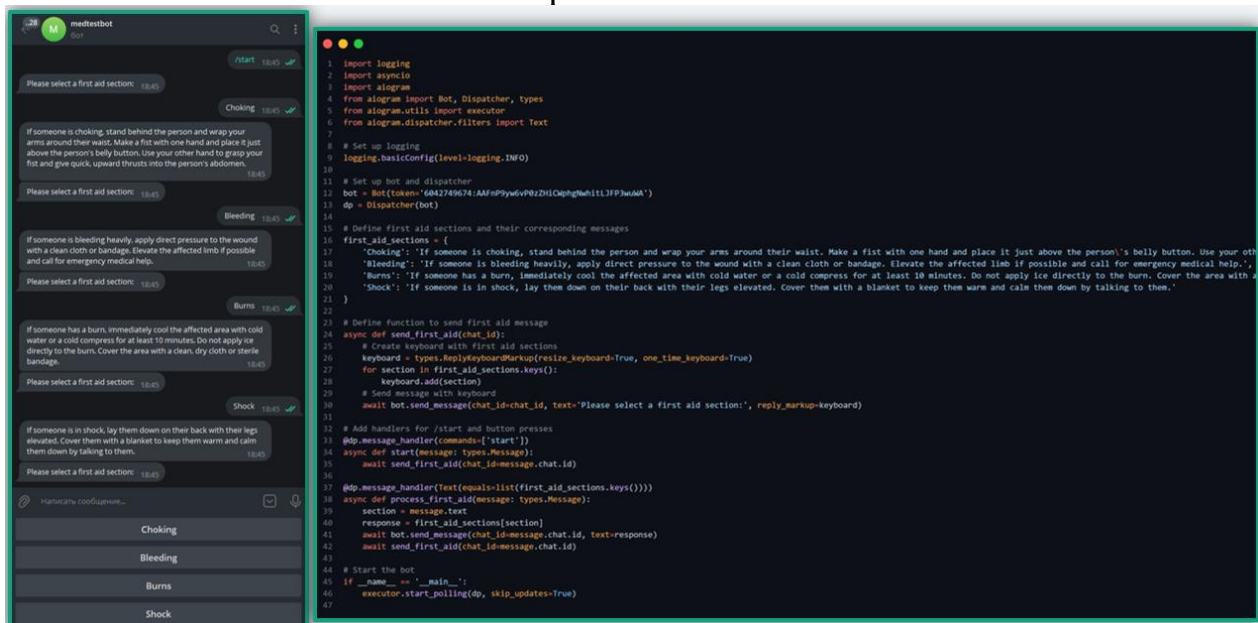 ..28
M
medtestbot
бот
/start 18:45
Please select a first aid section: 18:45
Choking 18:45
If someone is choking, stand behind the person and wrap your
arms around their waist. Make a fist with one hand and place it just
above the person's belly button. Use your other hand to grasp your
fist and give quick, upward thrusts into the person's abdomen.
18:45
Please select a first aid section: 18:45
Bleeding 18:45
If someone is bleeding heavily, apply direct pressure to the wound
with a clean cloth or bandage. Elevate the affected limb if possible
and call for emergency medical help. 18:45
Please select a first aid section: 18:45
Burns 18:45
If someone has a burn, immediately cool the affected area with cold
water or a cold compress for at least 10 minutes. Do not apply ice
directly to the burn. Cover the area with a clean, dry cloth or sterile
bandage. 18:45
Please select a first aid section: 18:45
Shock 18:45
If someone is in shock, lay them down on their back with their legs
elevated. Cover them with a blanket to keep them warm and calm
them down by talking to them. 18:45
Please select a first aid section: 18:45
Написать сообщение...
Choking
Bleeding
Burns
Shock
1 import logging
2 import asyncio
3 import aiogram
4 from aiogram import Bot, Dispatcher, types
5 from aiogram.utils import executor
6 from aiogram.dispatcher.filters import Text
7
8 # Set up logging
9 logging.basicConfig(level=logging.INFO)
10
11 # Set up bot and dispatcher
12 bot = Bot(token=
13 dp = Dispatcher(bot)
14
15 # Define first aid sections and their corresponding messages
16 first_aid_sections = {
17 'Choking': 'If someone is choking, stand behind the person and wrap your arms around their waist. Make a fist with one hand and place it just above the person\'s belly button. Use your oth
18 'Bleeding': 'If someone is bleeding heavily, apply direct pressure to the wound with a clean cloth or bandage. Elevate the affected limb if possible and call for emergency medical help.',
19 'Burns': 'If someone has a burn, immediately cool the affected area with cold water or a cold compress for at least 10 minutes. Do not apply ice directly to the burn. Cover the area with a
20 'Shock': 'If someone is in shock, lay them down on their back with their legs elevated. Cover them with a blanket to keep them warm and calm them down by talking to them.'
21 }
22
23 # Define function to send first aid message
24 async def send_first_aid(chat_id):
25 # Create keyboard with first aid sections
26 keyboard = types.ReplyKeyboardMarkup(resize_keyboard=True, one_time_keyboard=True)
27 for section in first_aid_sections.keys():
28 keyboard.add(section)
29 # Send message with keyboard
30 await bot.send_message(chat_id=chat_id, text='Please select a first aid section:', reply_markup=keyboard)
31
32 # Add handlers for /start and button presses
33 @dp.message_handler(commands=['start'])
34 async def start(message: types.Message):
35 await send_first_aid(chat_id=message.chat.id)
36
37 @dp.message_handler(Text(equals=list(first_aid_sections.keys())))
38 async def process_first_aid(message: types.Message):
39 section = message.text
40 response = first_aid_sections[section]
41 await bot.send_message(chat_id=message.chat.id, text=response)
42 await send_first_aid(chat_id=message.chat.id)
43
44 # Start the bot
45 if __name__ == '__main__':
46 executor.start_polling(dp, skip_updates=True)
47